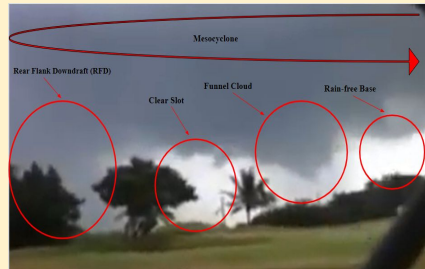 Mesocyclone
Rear Flank Downdraft (RFD)
Clear Slot
Funnel Cloud
Rain-free Base